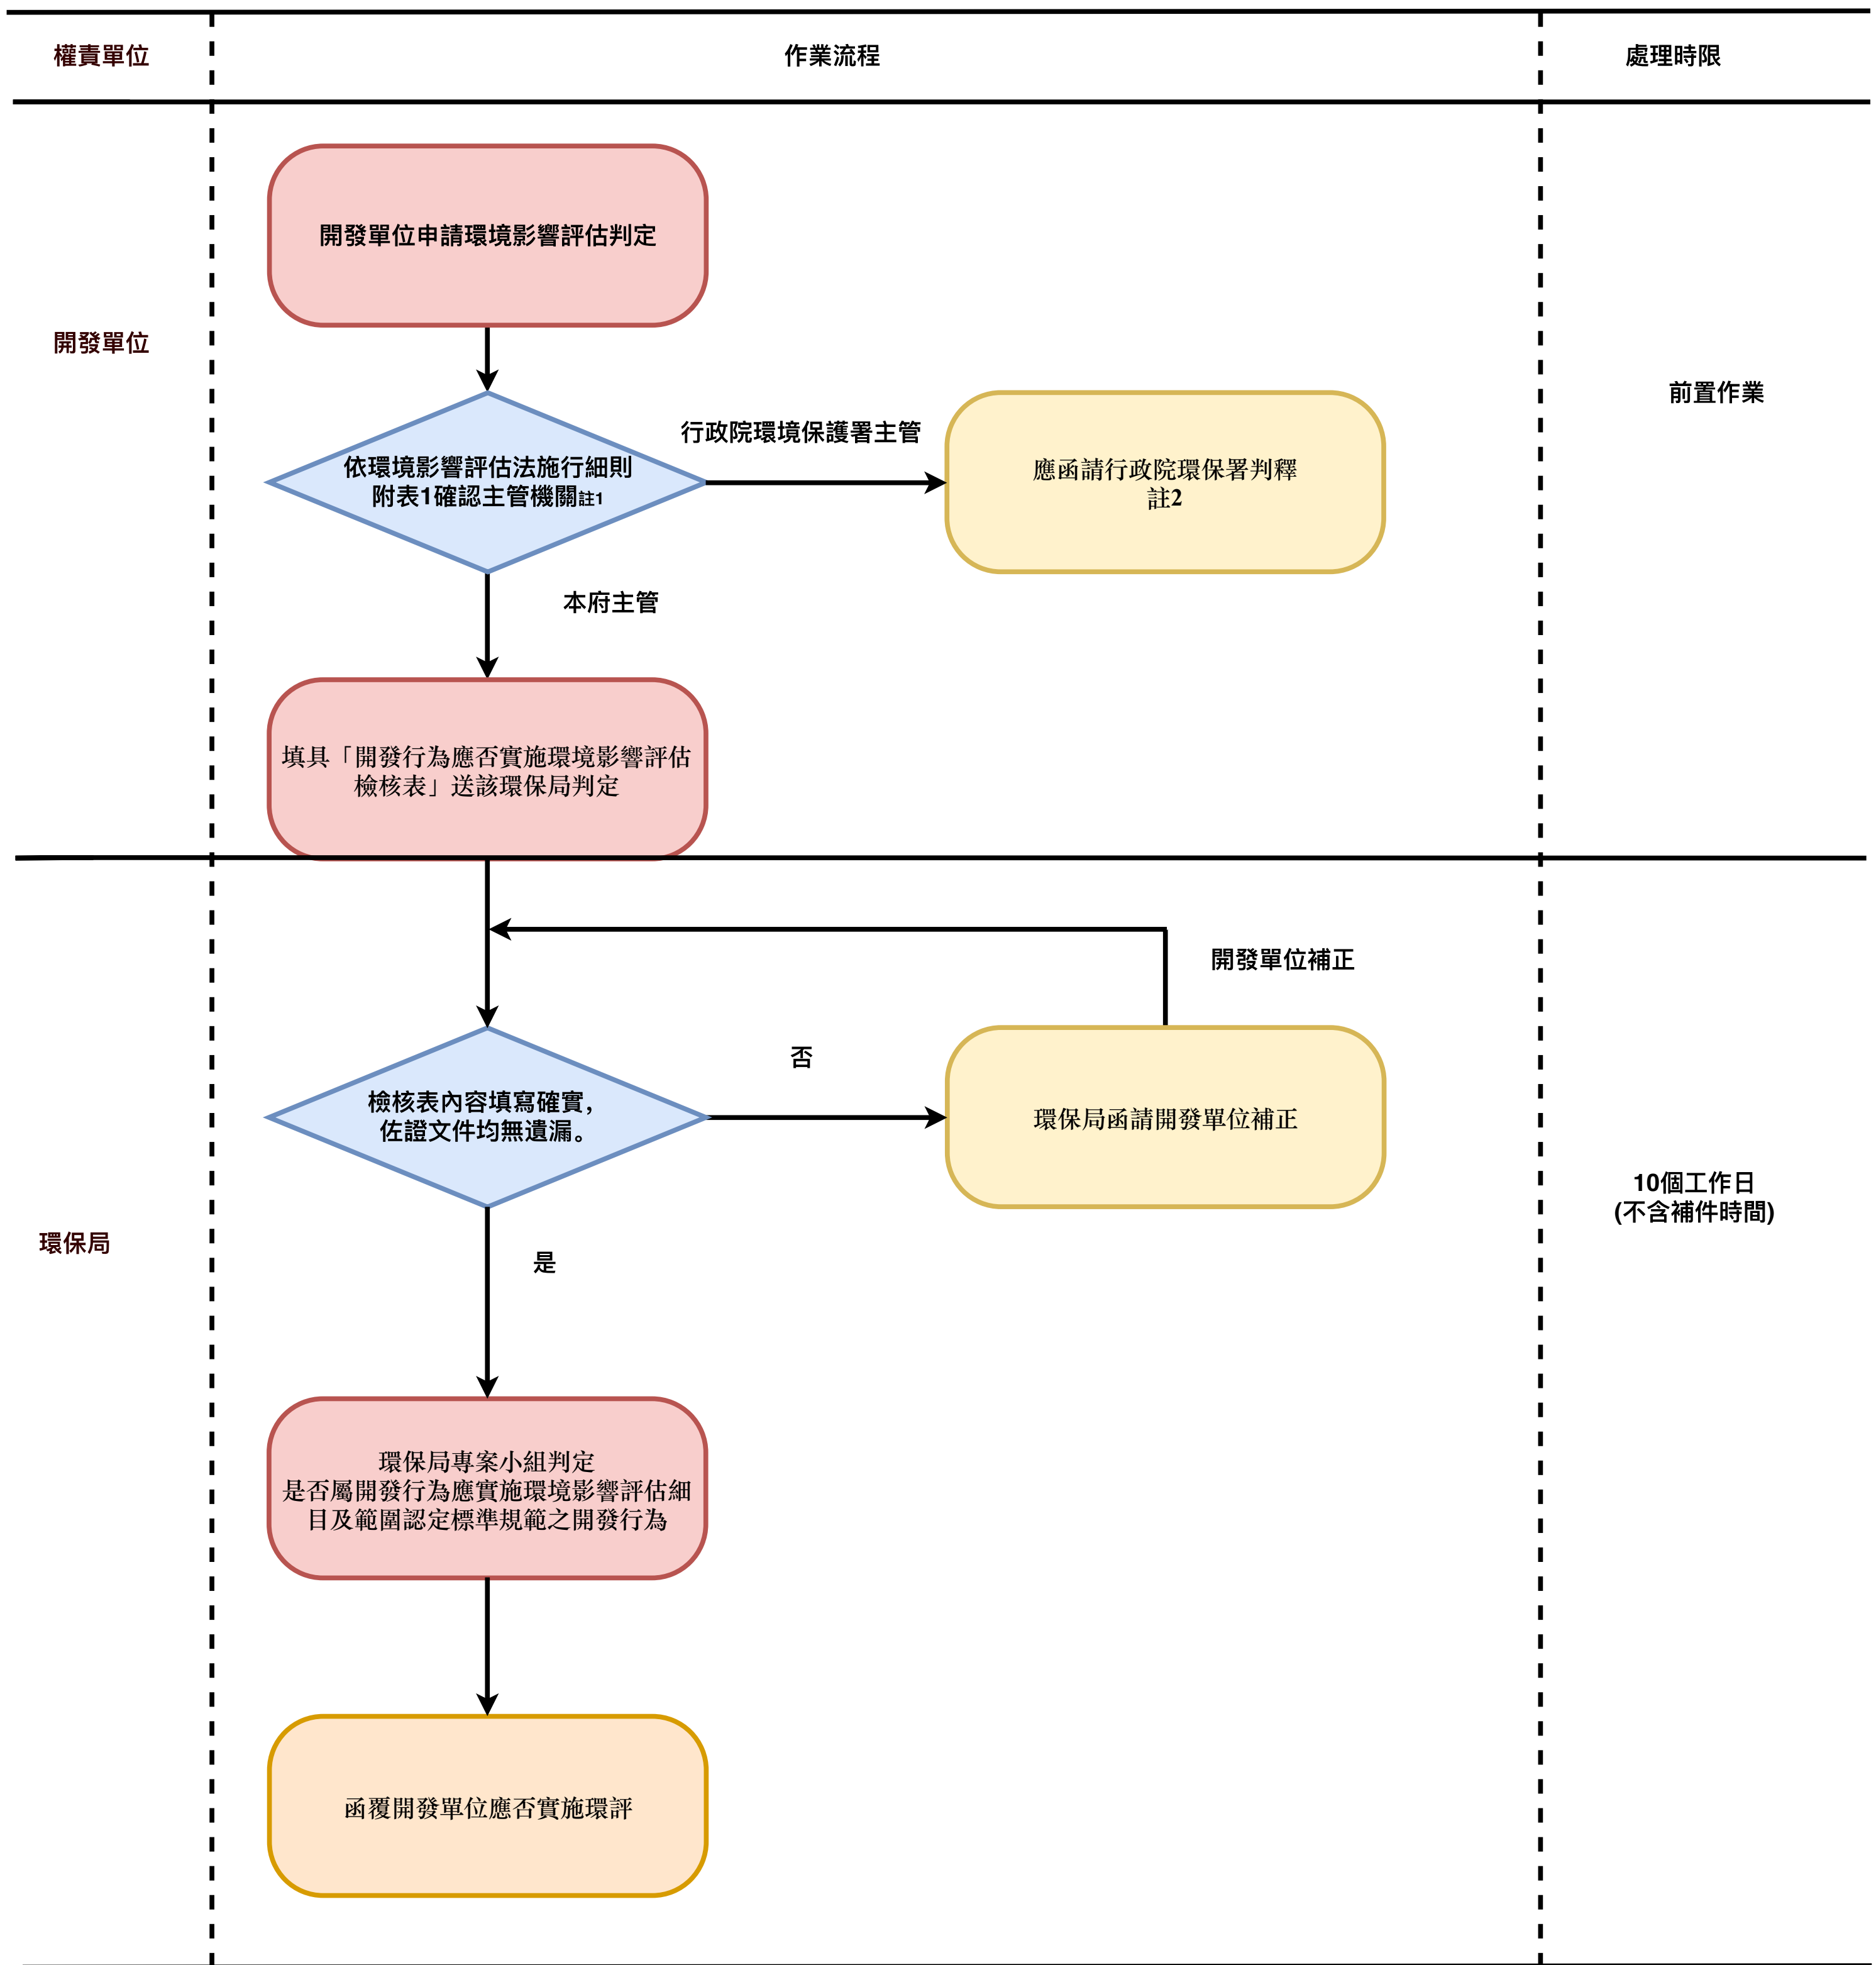 權責單位
作業流程
處理時限
開發單位申請環境影響評估判定
開發單位
前置作業
依環境影響評估法施行細則
附表1確認主管機關註1
行政院環境保護署主管
應函請行政院環保署判釋
註2
本府主管
填具「開發行為應否實施環境影響評估
檢核表」送該環保局判定
開發單位補正
否
檢核表內容填寫確實，
佐證文件均無遺漏。
環保局函請開發單位補正
10個工作日
(不含補件時間)
環保局
是
環保局專案小組判定
是否屬開發行為應實施環境影響評估細
目及範圍認定標準規範之開發行為
函覆開發單位應否實施環評